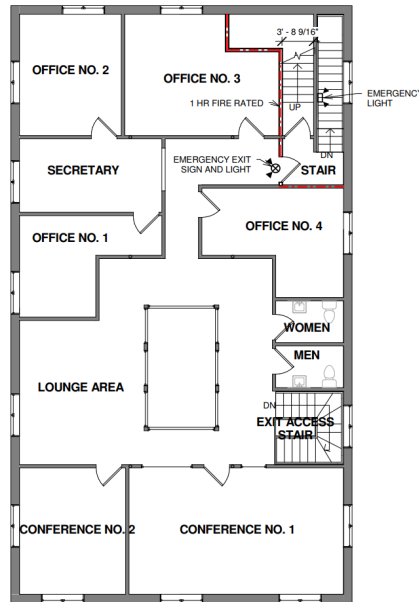 3' - 8 9/16"
OFFICE NO. 2
OFFICE NO. 3
EMERGENCY
LIGHT
1 HR FIRE RATED
UP
DN
EMERGENCY EXIT
SIGN AND LIGHT
SECRETARY
STAIR
OFFICE NO. 1
OFFICE NO. 4
WOMEN
MEN
LOUNGE AREA
DN
EXIT ACCESS
STAIR
CONFERENCE NO. 2
CONFERENCE NO. 1